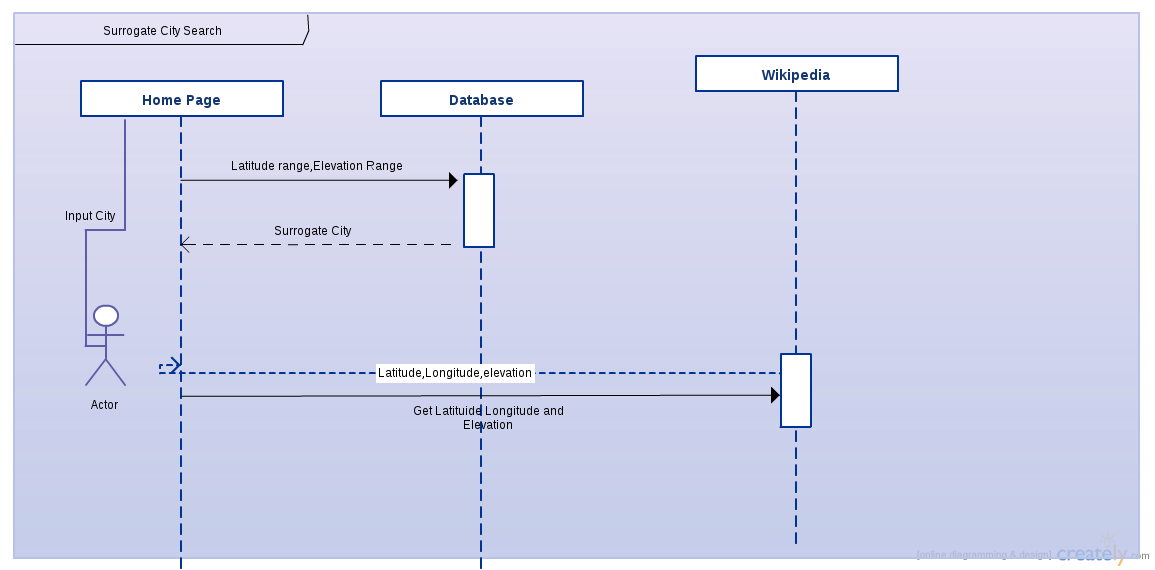 Surrogate City Search
Wikipedia
Home Page
Database
Latitude range,Elevation Range
Input City
Surrogate City
Latitude,Longitude,elevation
Actor
Get Latituide Longitude and
Elevation
[online diagramming & design] creately.com